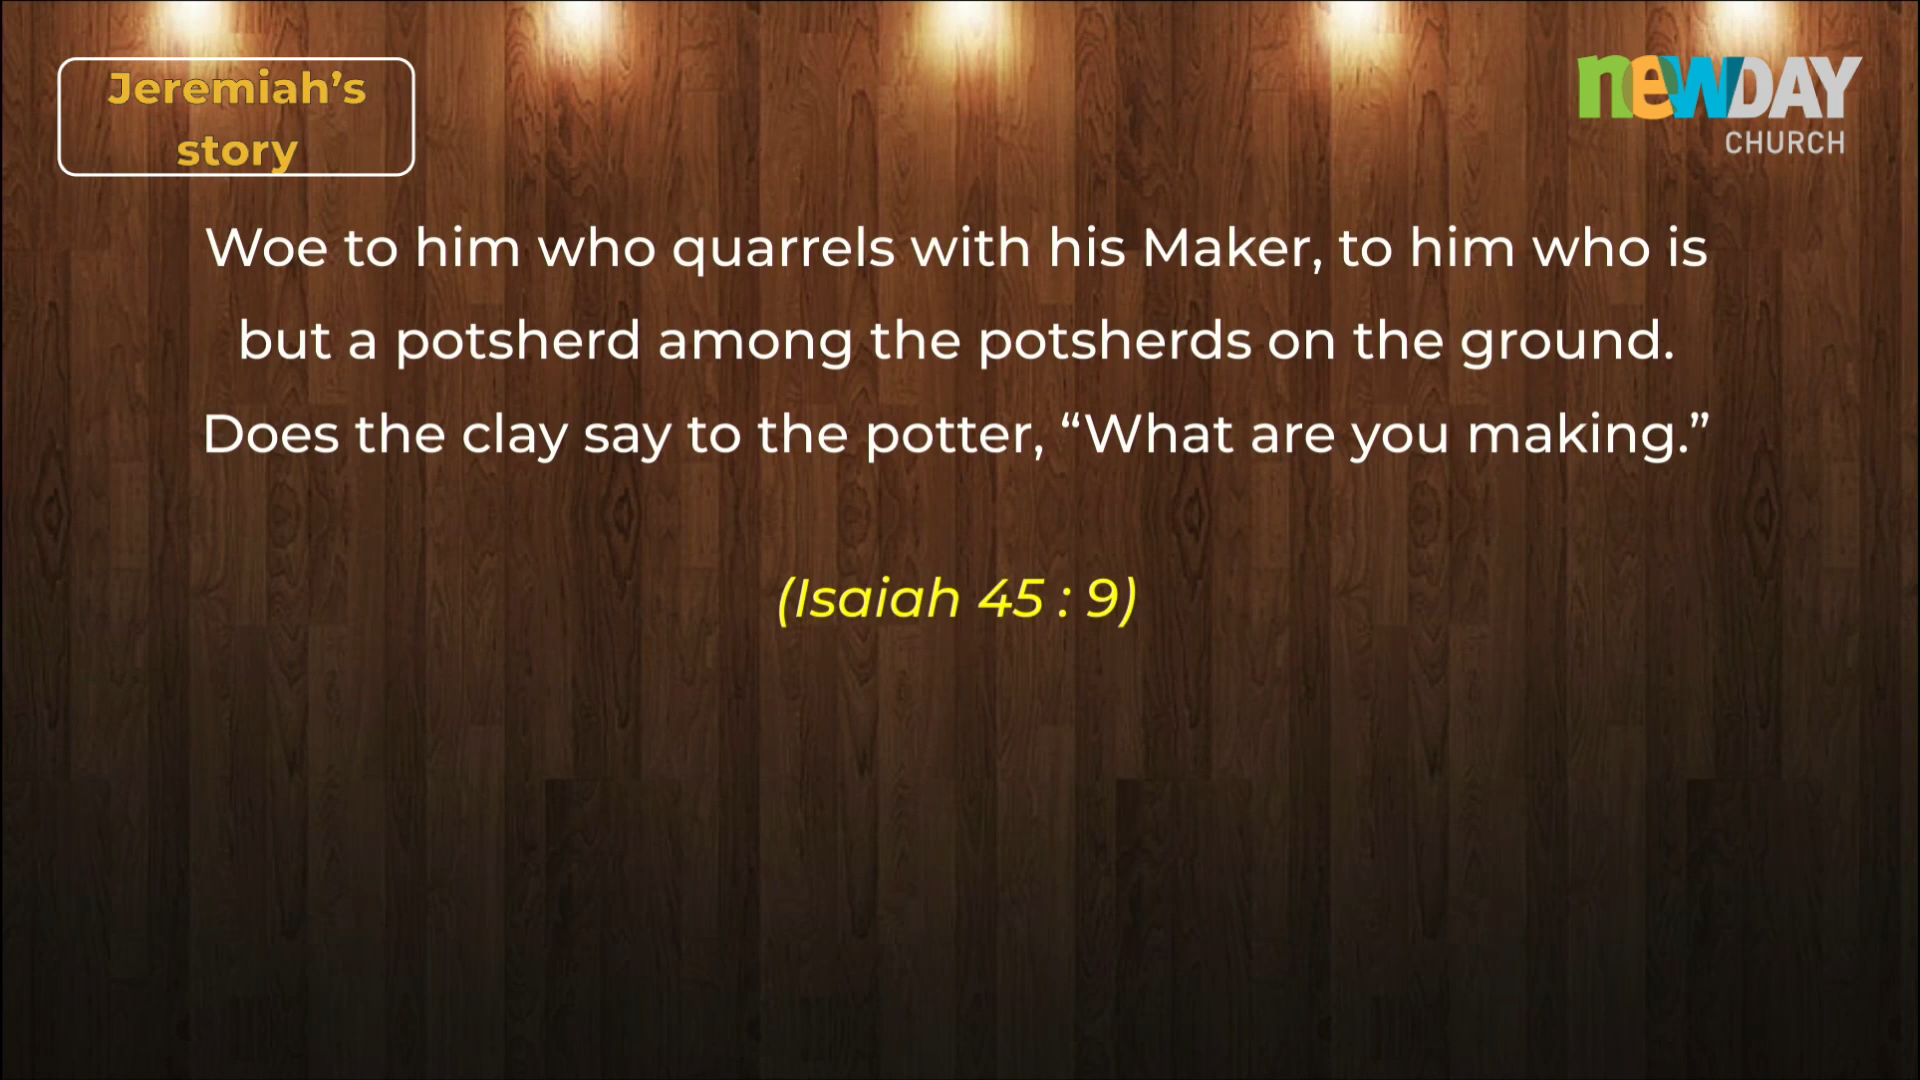 Jeremiah’s
story
newDAY
CHURCH
Woe to him who quarrels with his Maker, to him who is
but a potsherd among the potsherds on the ground.
Does the clay say to the potter, “What are you making.”
(Isaiah 45 : 9)